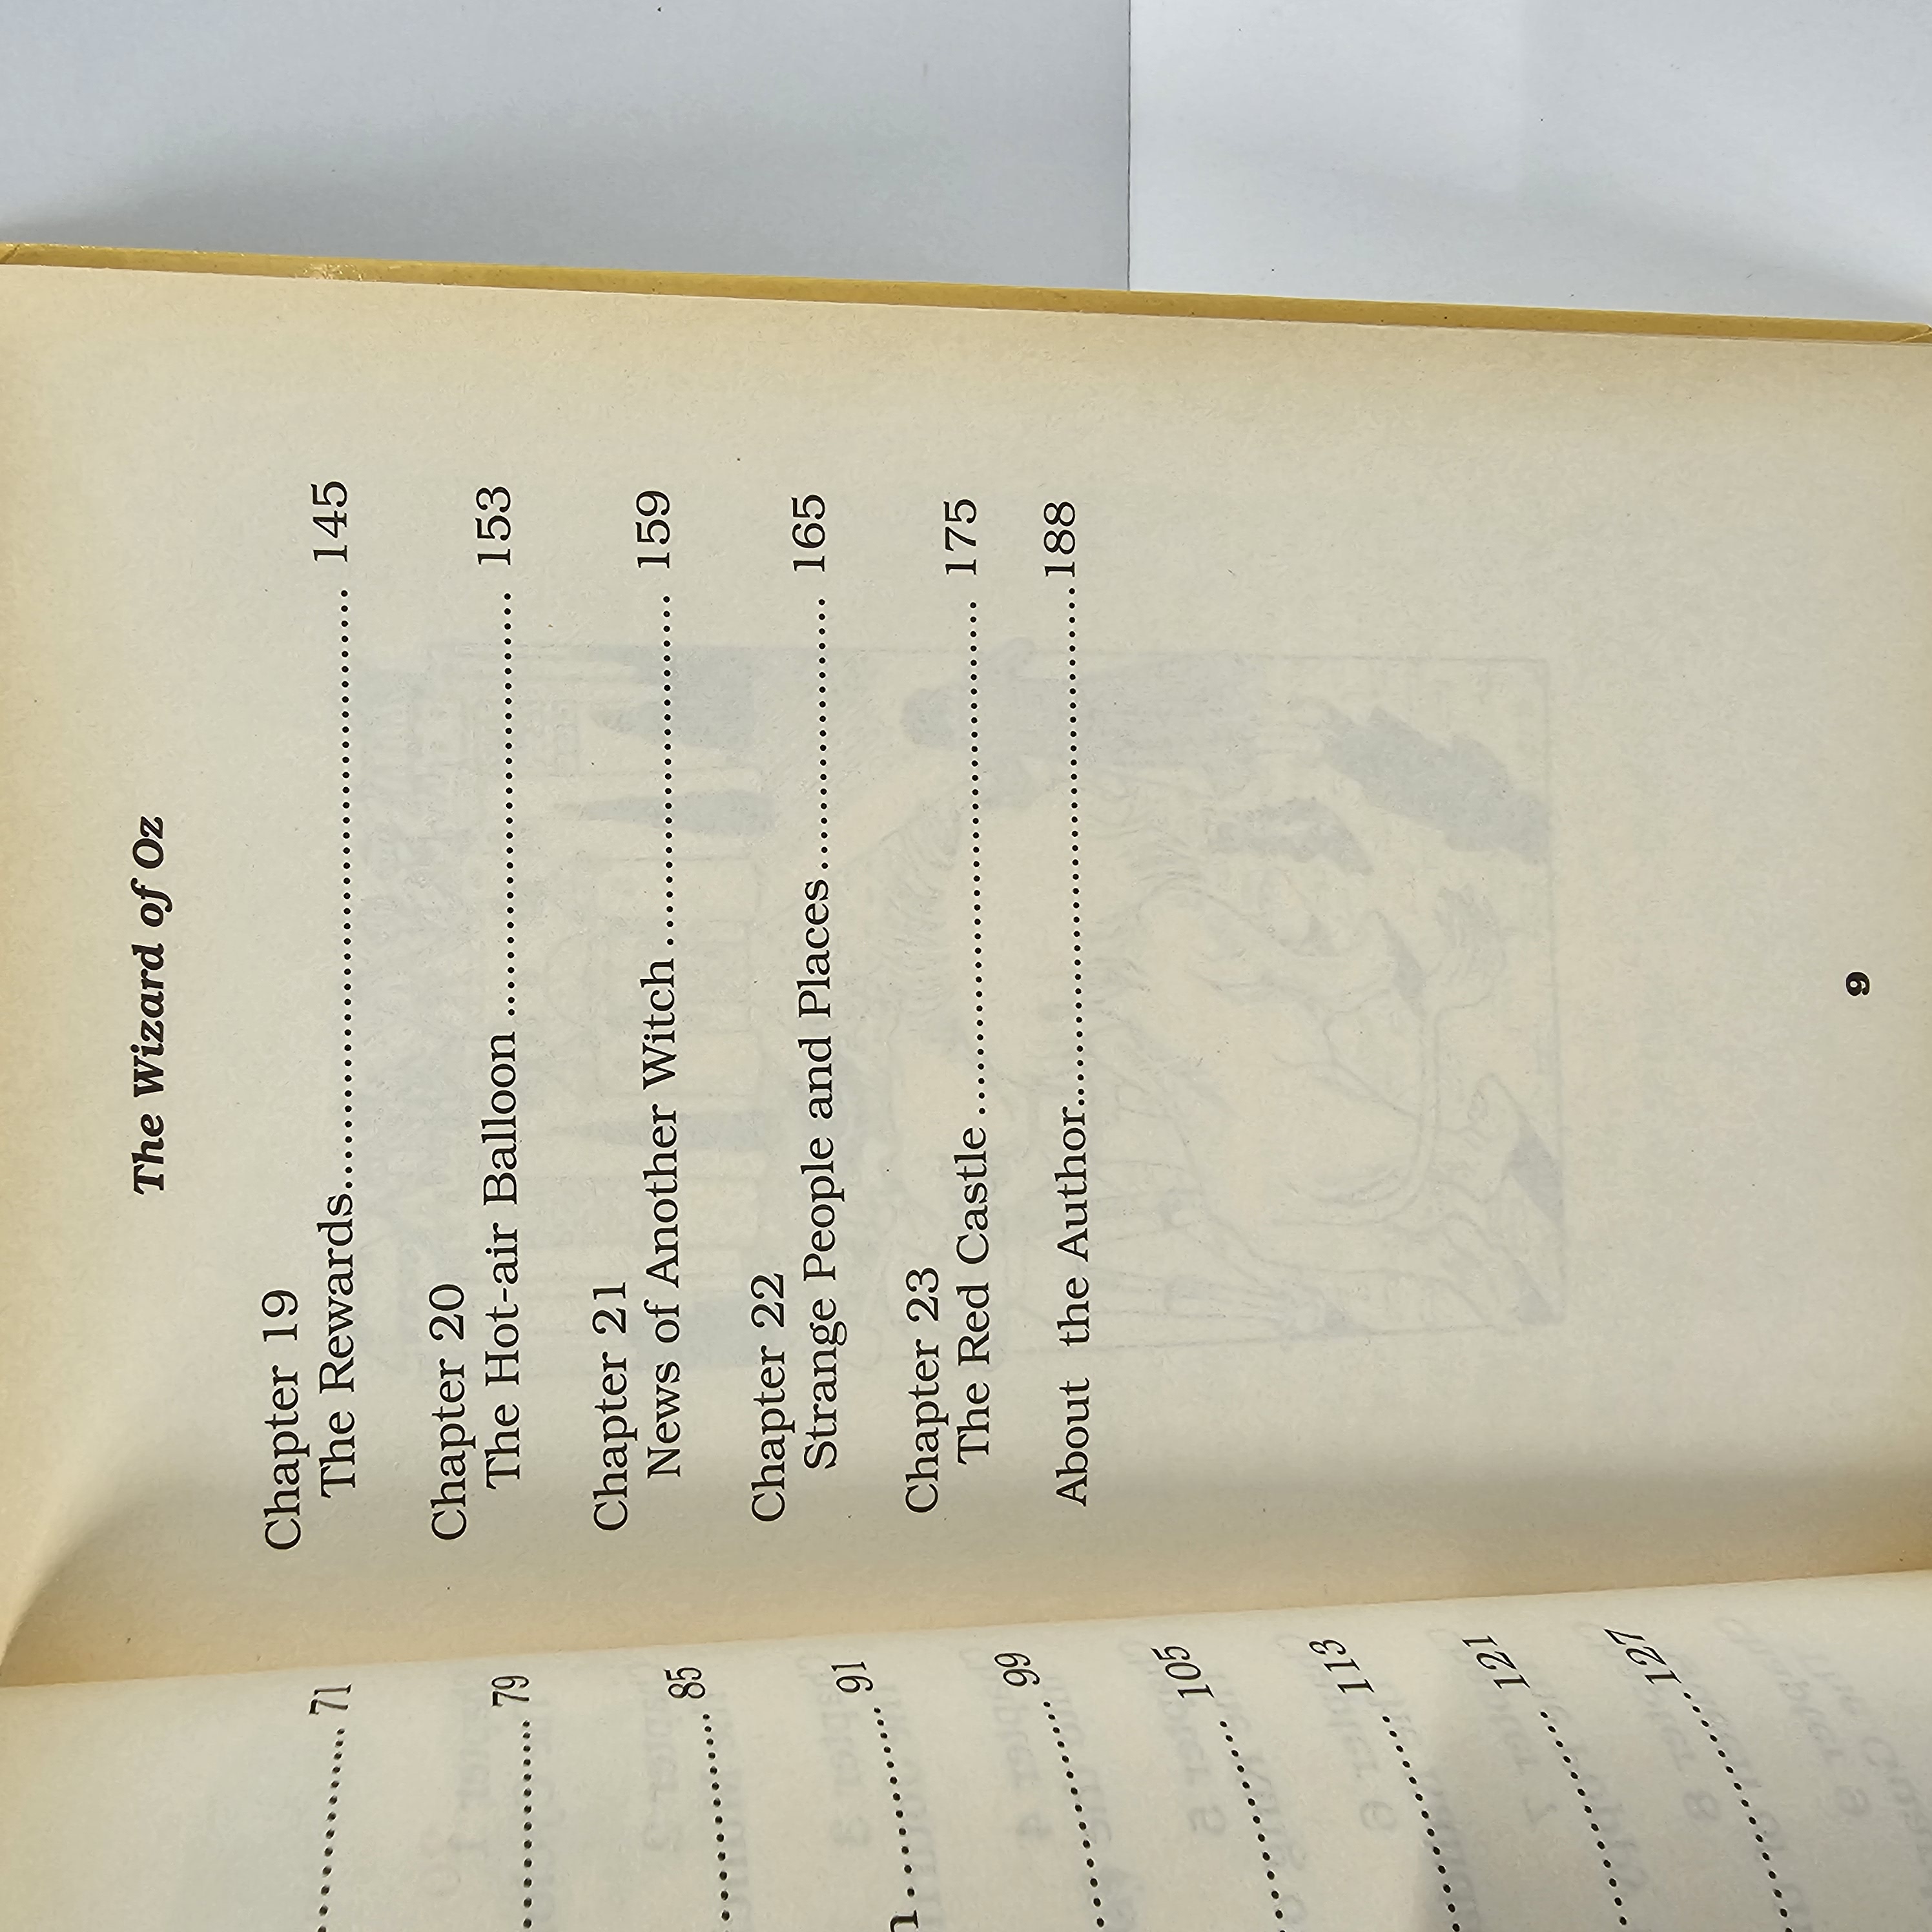 ............. 71
............. 79
............. 85
n............ 91
............. 99
............. 105
............. 113
............. 121
............. 127
The Wizard of Oz
Chapter 19
The Rewards.......................................... 145
Chapter 20
The Hot-air Balloon ............................. 153
Chapter 21
News of Another Witch ........................ 159
Chapter 22
Strange People and Places................... 165
Chapter 23
The Red Castle .................................... 175
About the Author....................................188
9